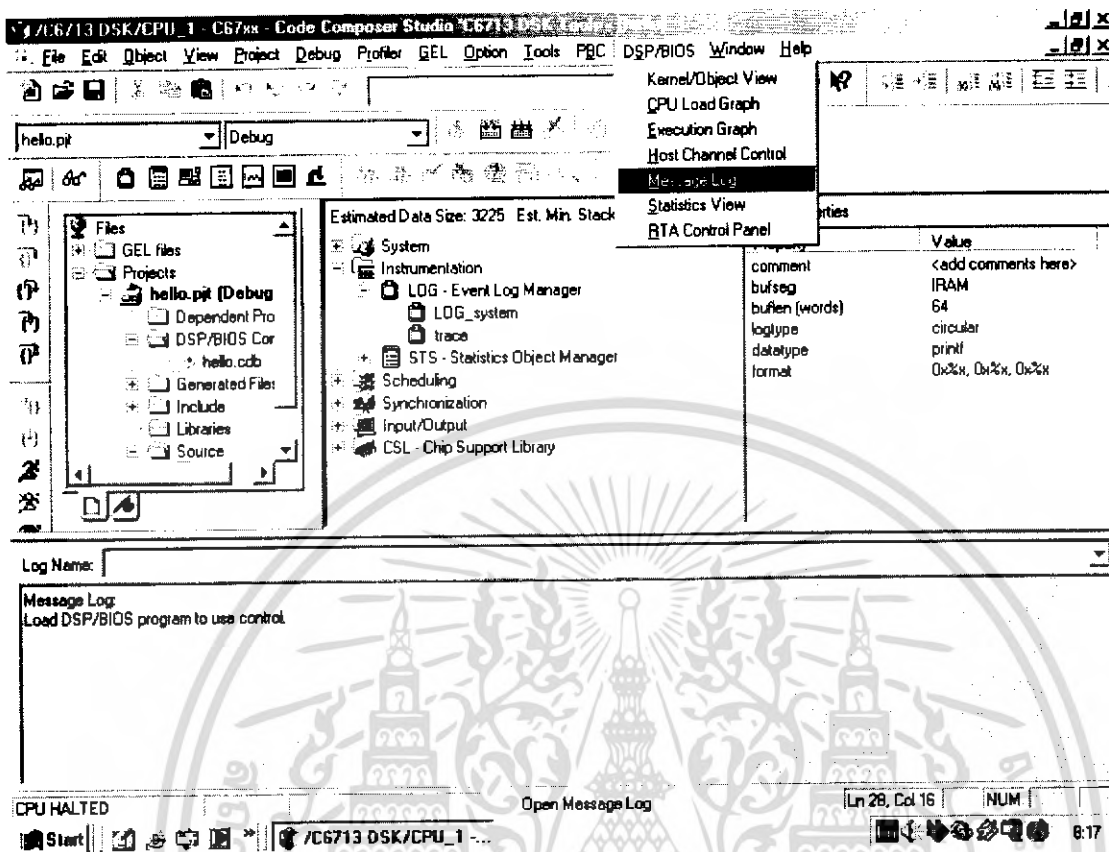 /C6713 DSK/CPU_1 - C67xx - Code Composer Studio 'C6713 DSK
File Edit Object View Project Debug Profiler GEL Option Tools PBC DSP/BIOS Window Help
Kernel/Object View
CPU Load Graph
Execution Graph
Host Channel Control
Message Log
Statistics View
RTA Control Panel
hello.pjt
Debug
Files
GEL files
Projects
hello.pjt (Debug
Dependent Pro
DSP/BIOS Cor
hello.cdb
Generated Files
Include
Libraries
Source
Estimated Data Size: 3225 Est. Min. Stack
System
Instrumentation
LOG - Event Log Manager
LOG_system
trace
STS - Statistics Object Manager
Scheduling
Synchronization
Input/Output
CSL - Chip Support Library
erties
Property Value
comment <add comments here>
bufseg IRAM
buflen (words) 64
logtype circular
datatype printf
format 0x%x, 0x%x, 0x%x
Log Name:
Message Log:
Load DSP/BIOS program to use control.
CPU HALTED
Open Message Log
Ln 28, Col 16
NUM
Start
/C6713 DSK/CPU_1 -...
8:17